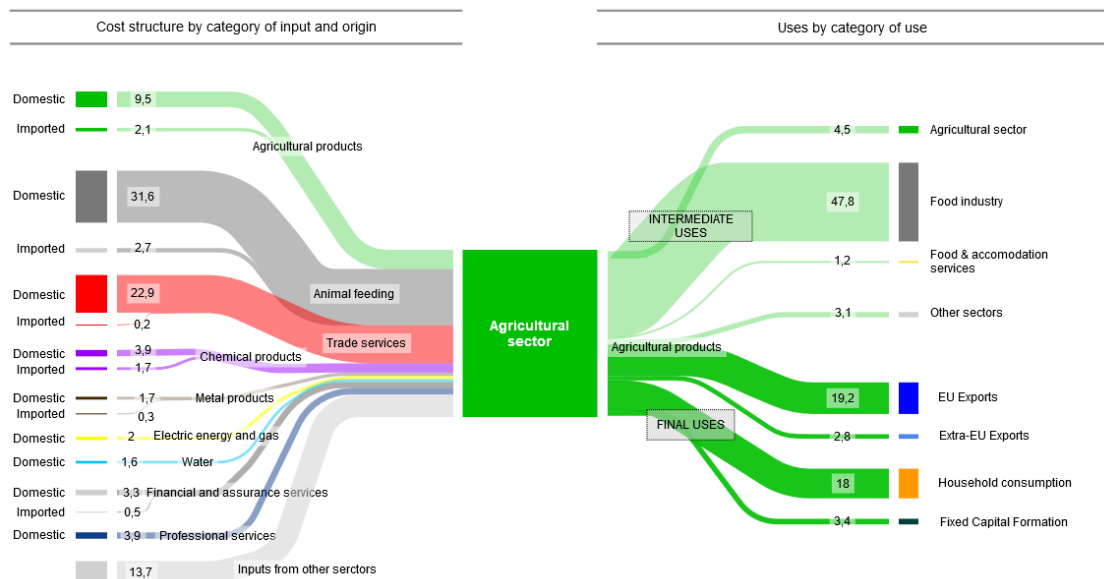 Cost structure by category of input and origin
Uses by category of use
Domestic 9,5
Imported 2,1
Agricultural products
Domestic 31,6
Imported 2,7
Animal feeding
Domestic 22,9
Imported 0,2
Trade services
Domestic 3,9
Imported 1,7
Chemical products
Domestic 1,7
Imported 0,3
Metal products
Domestic 2 Electric energy and gas
Domestic 1,6 Water
Domestic 3,3 Financial and assurance services
Imported 0,5
Domestic 3,9 Professional services
13,7 Inputs from other serctors
Agricultural
sector
INTERMEDIATE
USES
Agricultural products
FINAL USES
4,5 Agricultural sector
47,8 Food industry
1,2 Food & accomodation
services
3,1 Other sectors
19,2 EU Exports
2,8 Extra-EU Exports
18 Household consumption
3,4 Fixed Capital Formation